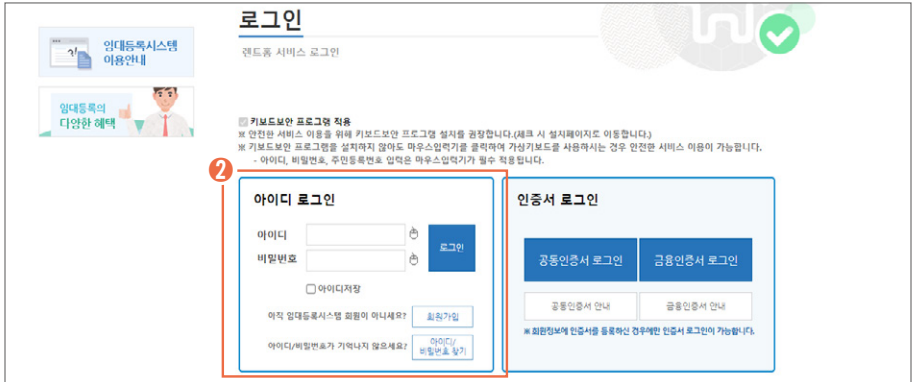 로그인
렌트홈 서비스 로그인
임대등록시스템
이용안내
임대등록의
다양한 혜택
키보드보안 프로그램 적용
※ 안전한 서비스 이용을 위해 키보드보안 프로그램 설치를 권장합니다.(체크 시 설치페이지로 이동합니다.)
※ 키보드보안 프로그램을 설치하지 않아도 마우스입력기를 클릭하여 가상키보드를 사용하시는 경우 안전한 서비스 이용이 가능합니다.
- 아이디, 비밀번호, 주민등록번호 입력은 마우스입력기가 필수 적용됩니다.
2
아이디 로그인
아이디
비밀번호
로그인
아이디저장
아직 임대등록시스템 회원이 아니세요?
회원가입
아이디/비밀번호가 기억나지 않으세요?
아이디/
비밀번호 찾기
인증서 로그인
공동인증서 로그인
금융인증서 로그인
공동인증서 안내
금융인증서 안내
※ 회원정보에 인증서를 등록하신 경우에만 인증서 로그인이 가능합니다.